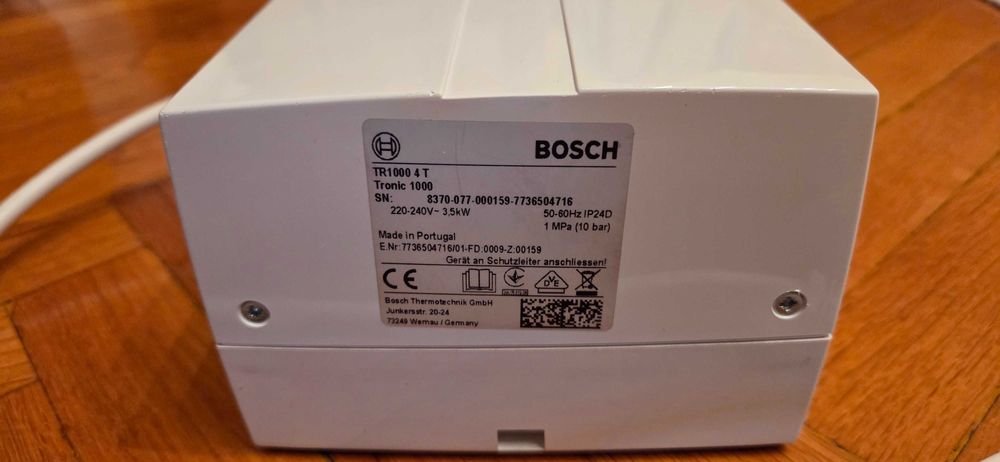 BOSCH
TR1000 4 T
Tronic 1000
SN: 8370-077-000159-7736504716
220-240V~ 3,5kW 50-60Hz IP24D
1 MPa (10 bar)
Made in Portugal
E.Nr:7736504716/01-FD:0009-Z:00159
Gerät an Schutzleiter anschliessen!
CE
DVE
Bosch Thermotechnik GmbH
Junkersstr. 20-24
73249 Wernau / Germany